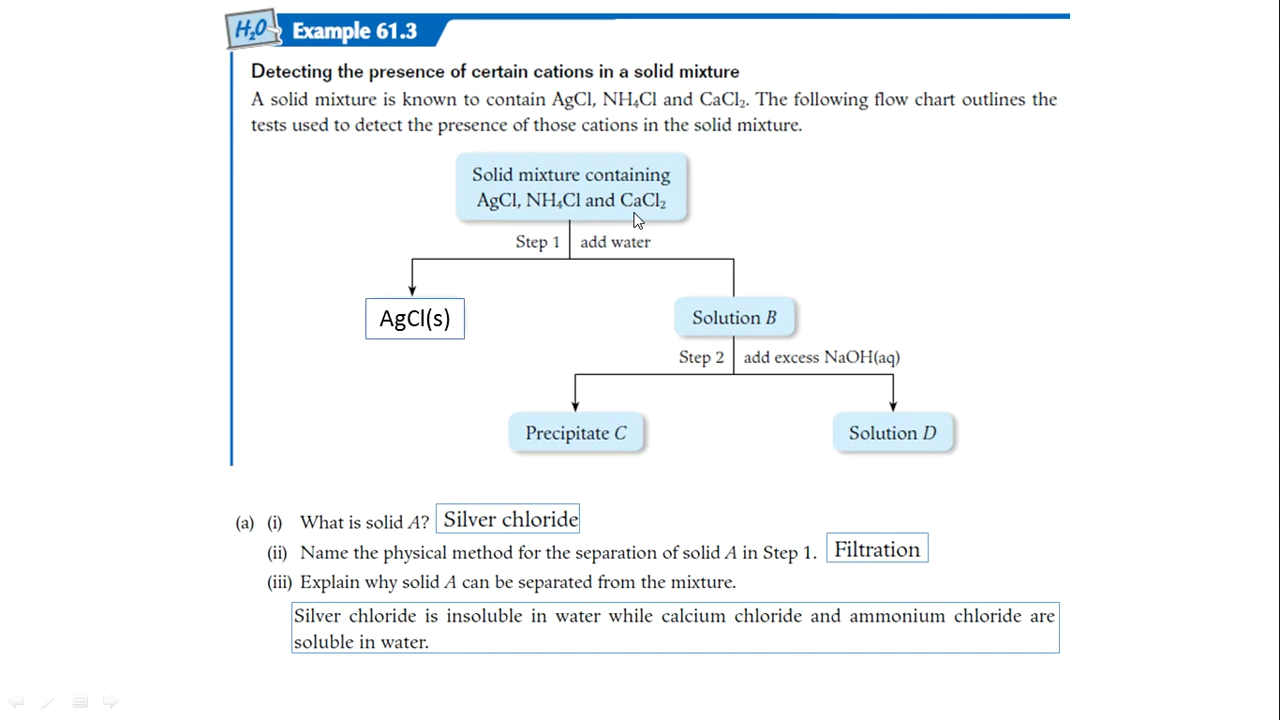 H₂O Example 61.3
Detecting the presence of certain cations in a solid mixture
A solid mixture is known to contain AgCl, NH₄Cl and CaCl₂. The following flow chart outlines the
tests used to detect the presence of those cations in the solid mixture.
Solid mixture containing
AgCl, NH₄Cl and CaCl₂
Step 1 add water
AgCl(s)
Solution B
Step 2 add excess NaOH(aq)
Precipitate C
Solution D
(a) (i) What is solid A? Silver chloride
(ii) Name the physical method for the separation of solid A in Step 1. Filtration
(iii) Explain why solid A can be separated from the mixture.
Silver chloride is insoluble in water while calcium chloride and ammonium chloride are
soluble in water.